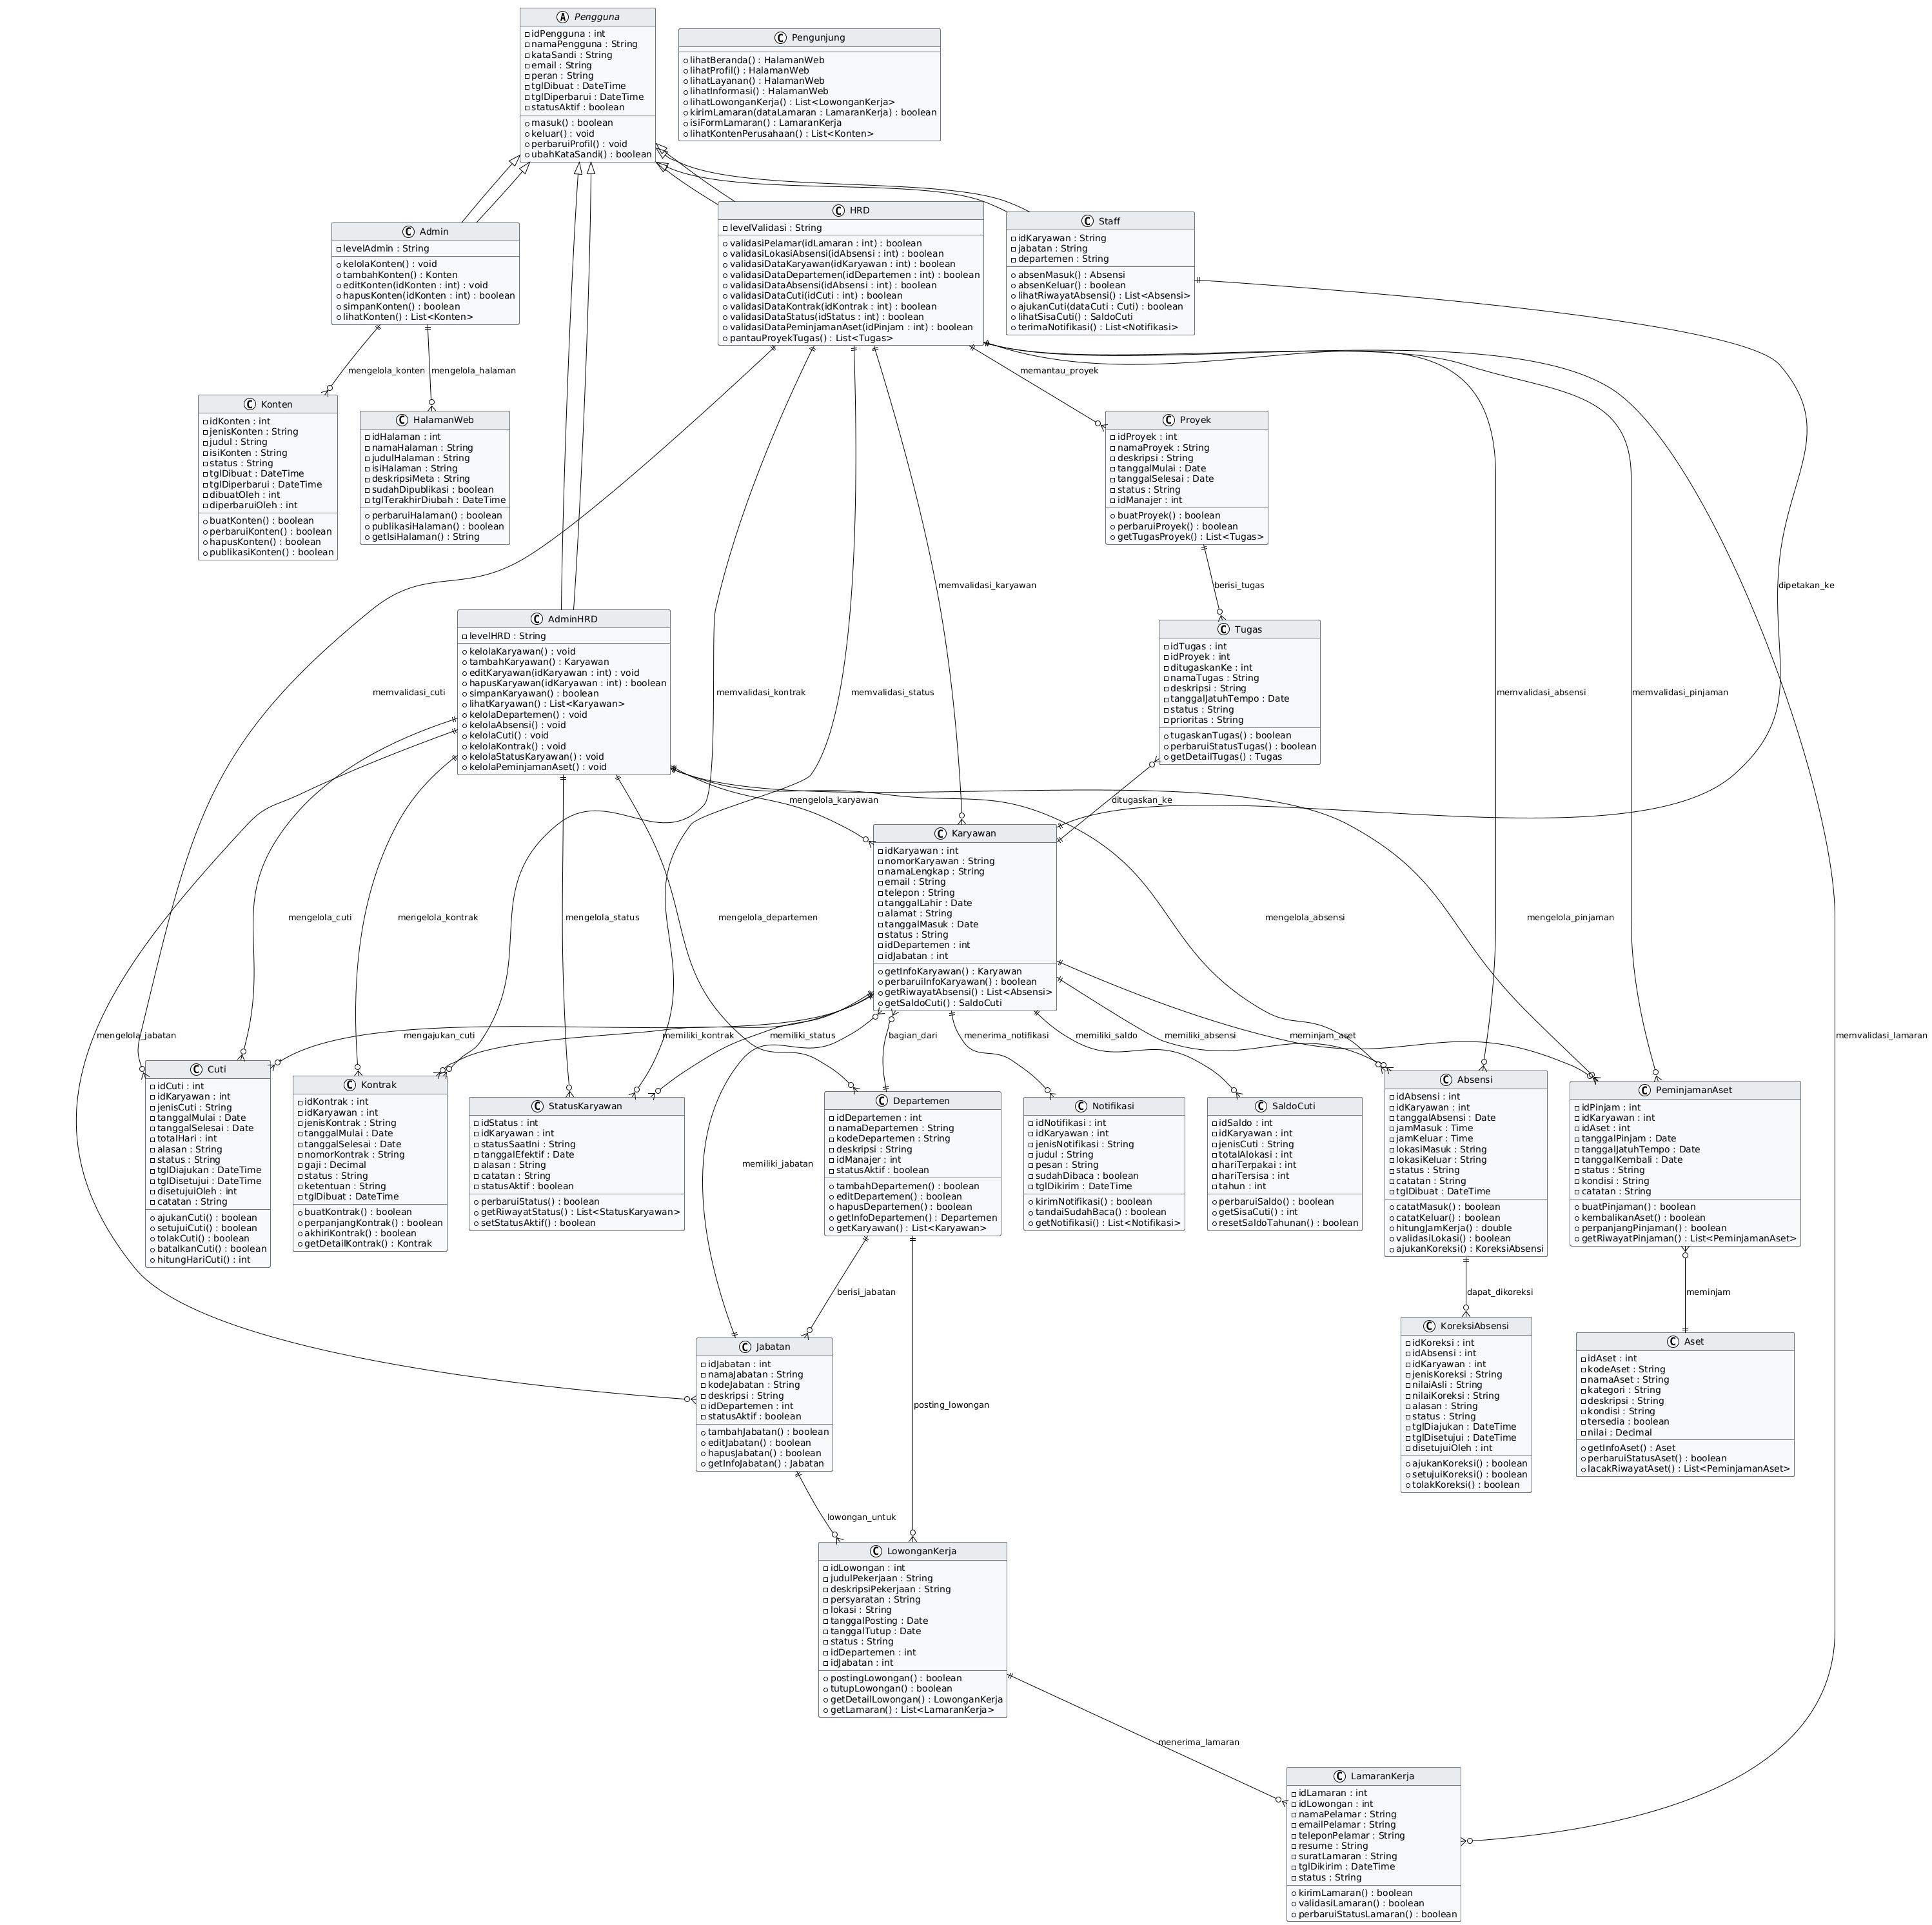 A Pengguna
idPengguna : int
namaPengguna : String
kataSandi : String
email : String
peran : String
tglDibuat : DateTime
tglDiperbarui : DateTime
statusAktif : boolean
masuk() : boolean
keluar() : void
perbaruiProfil() : void
ubahKataSandi() : boolean
C Pengunjung
lihatBeranda() : HalamanWeb
lihatProfil() : HalamanWeb
lihatLayanan() : HalamanWeb
lihatInformasi() : HalamanWeb
lihatLowonganKerja() : List<LowonganKerja>
kirimLamaran(dataLamaran : LamaranKerja) : boolean
isiFormLamaran() : LamaranKerja
lihatKontenPerusahaan() : List<Konten>
C Admin
levelAdmin : String
kelolaKonten() : void
tambahKonten() : Konten
editKonten(idKonten : int) : void
hapusKonten(idKonten : int) : boolean
simpanKonten() : boolean
lihatKonten() : List<Konten>
C HRD
levelValidasi : String
validasiPelamar(idLamaran : int) : boolean
validasiLokasiAbsensi(idAbsensi : int) : boolean
validasiDataKaryawan(idKaryawan : int) : boolean
validasiDataDepartemen(idDepartemen : int) : boolean
validasiDataAbsensi(idAbsensi : int) : boolean
validasiDataCuti(idCuti : int) : boolean
validasiDataKontrak(idKontrak : int) : boolean
validasiDataStatus(idStatus : int) : boolean
validasiDataPeminjamanAset(idPinjam : int) : boolean
pantauProyekTugas() : List<Tugas>
C Staff
idKaryawan : String
jabatan : String
departemen : String
absenMasuk() : Absensi
absenKeluar() : boolean
lihatRiwayatAbsensi() : List<Absensi>
ajukanCuti(dataCuti : Cuti) : boolean
lihatSisaCuti() : SaldoCuti
terimaNotifikasi() : List<Notifikasi>
mengelola_konten
mengelola_halaman
memantau_proyek
C Konten
idKonten : int
jenisKonten : String
judul : String
isiKonten : String
status : String
tglDibuat : DateTime
tglDiperbarui : DateTime
dibuatOleh : int
diperbaruiOleh : int
buatKonten() : boolean
perbaruiKonten() : boolean
hapusKonten() : boolean
publikasiKonten() : boolean
C HalamanWeb
idHalaman : int
namaHalaman : String
judulHalaman : String
isiHalaman : String
deskripsiMeta : String
sudahDipublikasi : boolean
tglTerakhirDiubah : DateTime
perbaruiHalaman() : boolean
publikasiHalaman() : boolean
getIsiHalaman() : String
C Proyek
idProyek : int
namaProyek : String
deskripsi : String
tanggalMulai : Date
tanggalSelesai : Date
status : String
idManajer : int
buatProyek() : boolean
perbaruiProyek() : boolean
getTugasProyek() : List<Tugas>
memvalidasi_karyawan
berisi_tugas
dipetakan_ke
C AdminHRD
levelHRD : String
kelolaKaryawan() : void
tambahKaryawan() : Karyawan
editKaryawan(idKaryawan : int) : void
hapusKaryawan(idKaryawan : int) : boolean
simpanKaryawan() : boolean
lihatKaryawan() : List<Karyawan>
kelolaDepartemen() : void
kelolaAbsensi() : void
kelolaCuti() : void
kelolaKontrak() : void
kelolaStatusKaryawan() : void
kelolaPeminjamanAset() : void
C Tugas
idTugas : int
idProyek : int
ditugaskanKe : int
namaTugas : String
deskripsi : String
tanggalJatuhTempo : Date
status : String
prioritas : String
tugaskanTugas() : boolean
perbaruiStatusTugas() : boolean
getDetailTugas() : Tugas
memvalidasi_cuti
memvalidasi_kontrak
memvalidasi_status
memvalidasi_absensi
memvalidasi_pinjaman
mengelola_karyawan
ditugaskan_ke
C Karyawan
idKaryawan : int
nomorKaryawan : String
namaLengkap : String
email : String
telepon : String
tanggalLahir : Date
alamat : String
tanggalMasuk : Date
status : String
idDepartemen : int
idJabatan : int
getInfoKaryawan() : Karyawan
perbaruiInfoKaryawan() : boolean
getRiwayatAbsensi() : List<Absensi>
getSaldoCuti() : SaldoCuti
mengelola_cuti
mengelola_kontrak
mengelola_status
mengelola_departemen
mengelola_absensi
mengelola_pinjaman
mengelola_jabatan
mengajukan_cuti
memiliki_kontrak
memiliki_status
bagian_dari
menerima_notifikasi
memiliki_saldo
memiliki_absensi
meminjam_aset
memvalidasi_lamaran
C Cuti
idCuti : int
idKaryawan : int
jenisCuti : String
tanggalMulai : Date
tanggalSelesai : Date
totalHari : int
alasan : String
status : String
tglDiajukan : DateTime
tglDisetujui : DateTime
disetujuiOleh : int
catatan : String
ajukanCuti() : boolean
setujuiCuti() : boolean
tolakCuti() : boolean
batalkanCuti() : boolean
hitungHariCuti() : int
C Kontrak
idKontrak : int
idKaryawan : int
jenisKontrak : String
tanggalMulai : Date
tanggalSelesai : Date
nomorKontrak : String
gaji : Decimal
status : String
ketentuan : String
tglDibuat : DateTime
buatKontrak() : boolean
perpanjangKontrak() : boolean
akhiriKontrak() : boolean
getDetailKontrak() : Kontrak
C StatusKaryawan
idStatus : int
idKaryawan : int
statusSaatIni : String
tanggalEfektif : Date
alasan : String
catatan : String
statusAktif : boolean
perbaruiStatus() : boolean
getRiwayatStatus() : List<StatusKaryawan>
setStatusAktif() : boolean
C Departemen
idDepartemen : int
namaDepartemen : String
kodeDepartemen : String
deskripsi : String
idManajer : int
statusAktif : boolean
tambahDepartemen() : boolean
editDepartemen() : boolean
hapusDepartemen() : boolean
getInfoDepartemen() : Departemen
getKaryawan() : List<Karyawan>
C Notifikasi
idNotifikasi : int
idKaryawan : int
jenisNotifikasi : String
judul : String
pesan : String
sudahDibaca : boolean
tglDikirim : DateTime
kirimNotifikasi() : boolean
tandaiSudahBaca() : boolean
getNotifikasi() : List<Notifikasi>
C SaldoCuti
idSaldo : int
idKaryawan : int
jenisCuti : String
totalAlokasi : int
hariTerpakai : int
hariTersisa : int
tahun : int
perbaruiSaldo() : boolean
getSisaCuti() : int
resetSaldoTahunan() : boolean
C Absensi
idAbsensi : int
idKaryawan : int
tanggalAbsensi : Date
jamMasuk : Time
jamKeluar : Time
lokasiMasuk : String
lokasiKeluar : String
status : String
catatan : String
tglDibuat : DateTime
catatMasuk() : boolean
catatKeluar() : boolean
hitungJamKerja() : double
validasiLokasi() : boolean
ajukanKoreksi() : KoreksiAbsensi
C PeminjamanAset
idPinjam : int
idKaryawan : int
idAset : int
tanggalPinjam : Date
tanggalJatuhTempo : Date
tanggalKembali : Date
status : String
kondisi : String
catatan : String
buatPinjaman() : boolean
kembalikanAset() : boolean
perpanjangPinjaman() : boolean
getRiwayatPinjaman() : List<PeminjamanAset>
memiliki_jabatan
berisi_jabatan
dapat_dikoreksi
meminjam
C Jabatan
idJabatan : int
namaJabatan : String
kodeJabatan : String
deskripsi : String
idDepartemen : int
statusAktif : boolean
tambahJabatan() : boolean
editJabatan() : boolean
hapusJabatan() : boolean
getInfoJabatan() : Jabatan
posting_lowongan
C KoreksiAbsensi
idKoreksi : int
idAbsensi : int
idKaryawan : int
jenisKoreksi : String
nilaiAsli : String
nilaiKoreksi : String
alasan : String
status : String
tglDiajukan : DateTime
tglDisetujui : DateTime
disetujuiOleh : int
ajukanKoreksi() : boolean
setujuiKoreksi() : boolean
tolakKoreksi() : boolean
C Aset
idAset : int
kodeAset : String
namaAset : String
kategori : String
deskripsi : String
kondisi : String
tersedia : boolean
nilai : Decimal
getInfoAset() : Aset
perbaruiStatusAset() : boolean
lacakRiwayatAset() : List<PeminjamanAset>
lowongan_untuk
C LowonganKerja
idLowongan : int
judulPekerjaan : String
deskripsiPekerjaan : String
persyaratan : String
lokasi : String
tanggalPosting : Date
tanggalTutup : Date
status : String
idDepartemen : int
idJabatan : int
postingLowongan() : boolean
tutupLowongan() : boolean
getDetailLowongan() : LowonganKerja
getLamaran() : List<LamaranKerja>
menerima_lamaran
C LamaranKerja
idLamaran : int
idLowongan : int
namaPelamar : String
emailPelamar : String
teleponPelamar : String
resume : String
suratLamaran : String
tglDikirim : DateTime
status : String
kirimLamaran() : boolean
validasiLamaran() : boolean
perbaruiStatusLamaran() : boolean